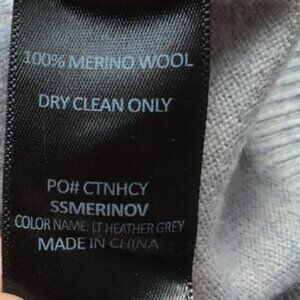 100% MERINO WOOL
DRY CLEAN ONLY
PO# CTNHCY
SSMERINOV
COLOR NAME: LT HEATHER GREY
MADE IN CHINA